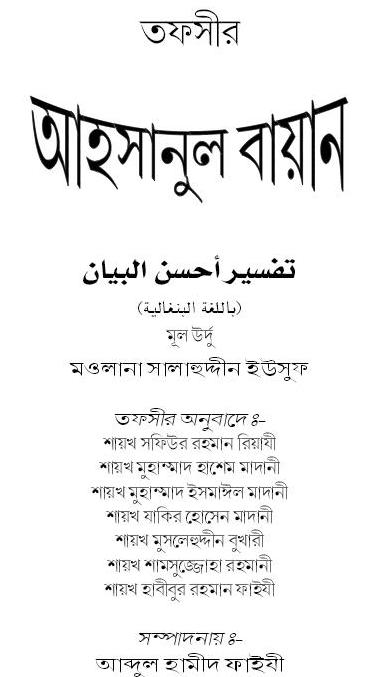 তফসীর
আহসানুল বায়ান
تفسير أحسن البيان
(باللغة البنغالية)
মূল উর্দু
মওলানা সালাহুদ্দীন ইউসুফ
তফসীর অনুবাদে ঃ-
শায়খ সফিউর রহমান রিয়াযী
শায়খ মুহাম্মাদ হাশেম মাদানী
শায়খ মুহাম্মাদ ইসমাঈল মাদানী
শায়খ যাকির হোসেন মাদানী
শায়খ মুসলেহুদ্দীন বুখারী
শায়খ শামসুজ্জোহা রহমানী
শায়খ হাবীবুর রহমান ফাইযী
সম্পাদনায় ঃ-
আব্দুল হামীদ ফাইযী